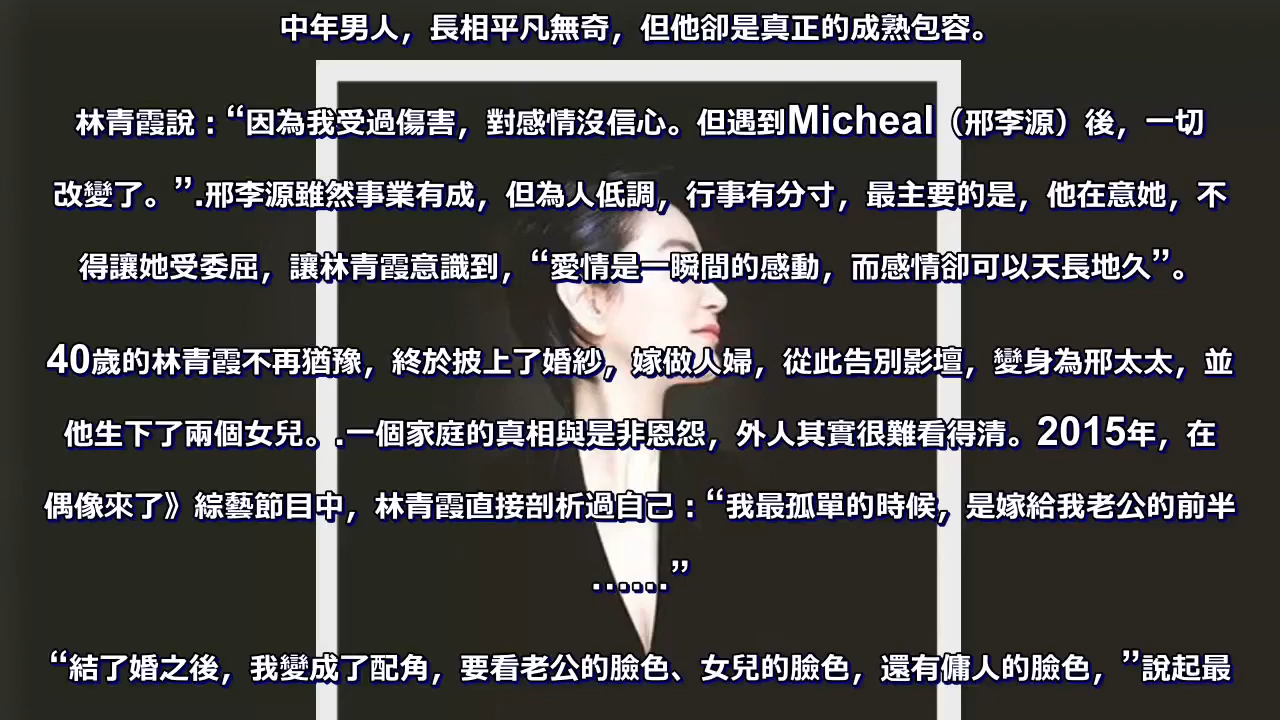 中年男人，長相平凡無奇，但他卻是真正的成熟包容。
林青霞說：“因為我受過傷害，對感情沒信心。但遇到Micheal（邢李源）後，一切
改變了。”.邢李源雖然事業有成，但為人低調，行事有分寸，最主要的是，他在意她，不
得讓她受委屈，讓林青霞意識到，“愛情是一瞬間的感動，而感情卻可以天長地久”。
40歲的林青霞不再猶豫，終於披上了婚紗，嫁做人婦，從此告別影壇，變身為邢太太，並
他生下了兩個女兒。.一個家庭的真相與是非恩怨，外人其實很難看得清。2015年，在
偶像來了》綜藝節目中，林青霞直接剖析過自己：“我最孤單的時候，是嫁給我老公的前半
……”
“結了婚之後，我變成了配角，要看老公的臉色、女兒的臉色，還有傭人的臉色，”說起最